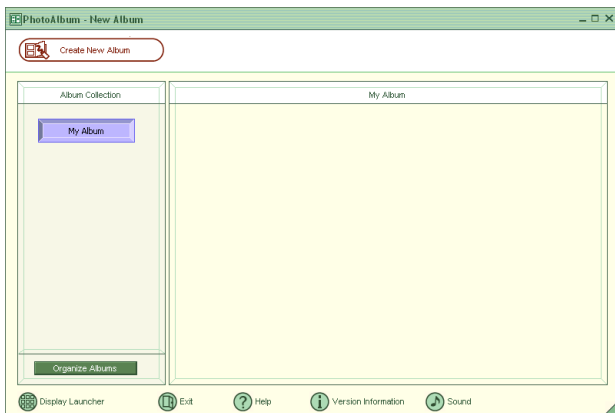 PhotoAlbum - New Album
Create New Album
Album Collection
My Album
My Album
Organize Albums
Display Launcher
Exit
Help
Version Information
Sound